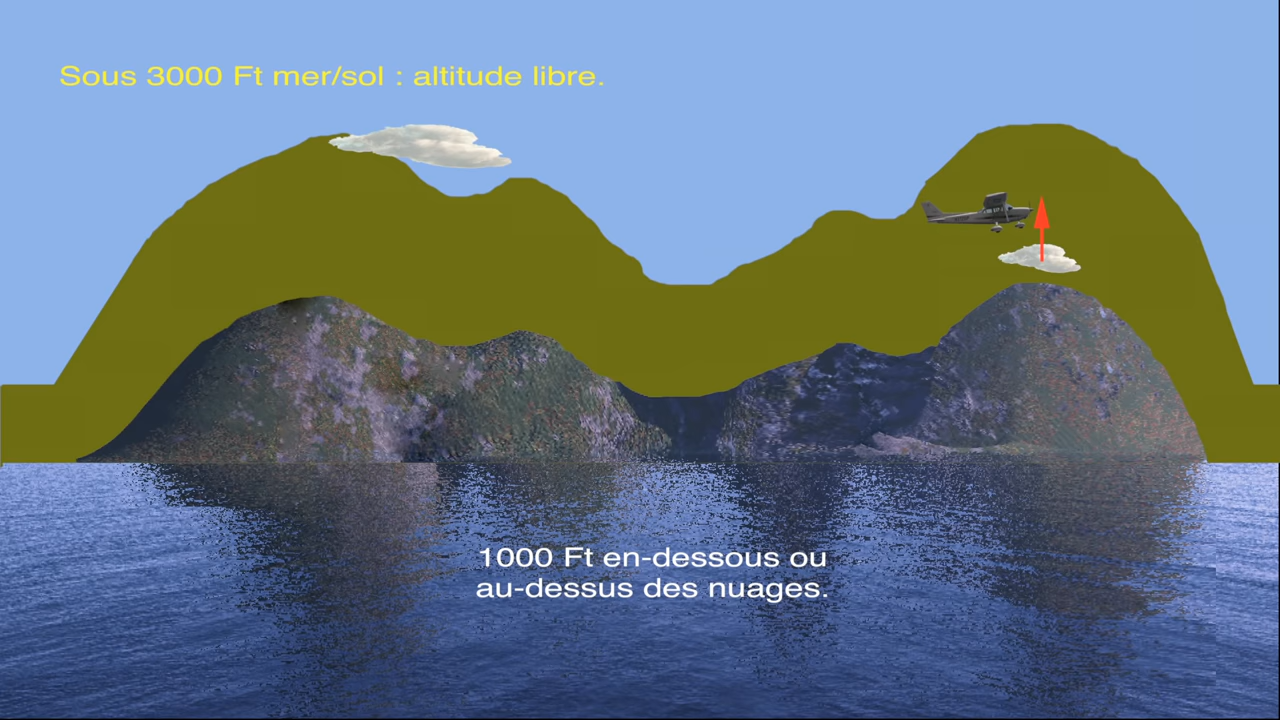 Sous 3000 Ft mer/sol : altitude libre.
1000 Ft en-dessous ou
au-dessus des nuages.